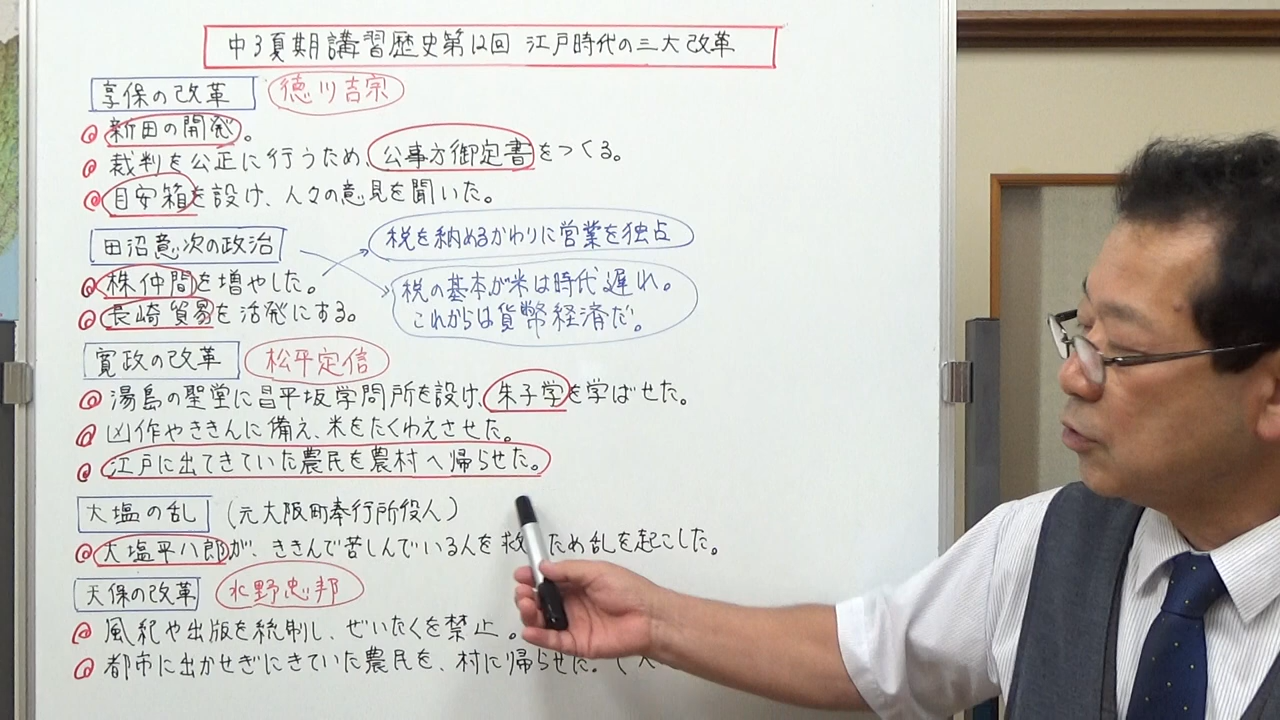 中3夏期講習歴史第12回 江戸時代の三大改革
享保の改革 徳川吉宗
新田の開発。
裁判を公正に行うため、公事方御定書をつくる。
目安箱を設け、人々の意見を聞いた。
田沼意次の政治
税を納めるかわりに営業を独占
株仲間を増やした。
長崎貿易を活発にする。
税の基本が米は時代遅れ。
これからは貨幣経済だ。
寛政の改革 松平定信
湯島の聖堂に昌平坂学問所を設け、朱子学を学ばせた。
凶作やききんに備え、米をたくわえさせた。
江戸に出てきていた農民を農村へ帰らせた。
大塩の乱 (元大阪町奉行所役人)
大塩平八郎が、ききんで苦しんでいる人を救 ため乱を起こした。
天保の改革 水野忠邦
風紀や出版を統制し、ぜいたくを禁止。
都市に出かせぎにきていた農民を、村に帰らせた。(人